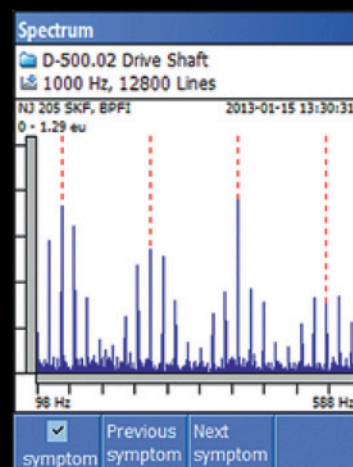 Spectrum
D-500.02 Drive Shaft
1000 Hz, 12800 Lines
NJ 205 SKF, BPFI 2013-01-15 13:30:31
0 - 1.29 eu
98 Hz 588 Hz
symptom Previous symptom Next symptom